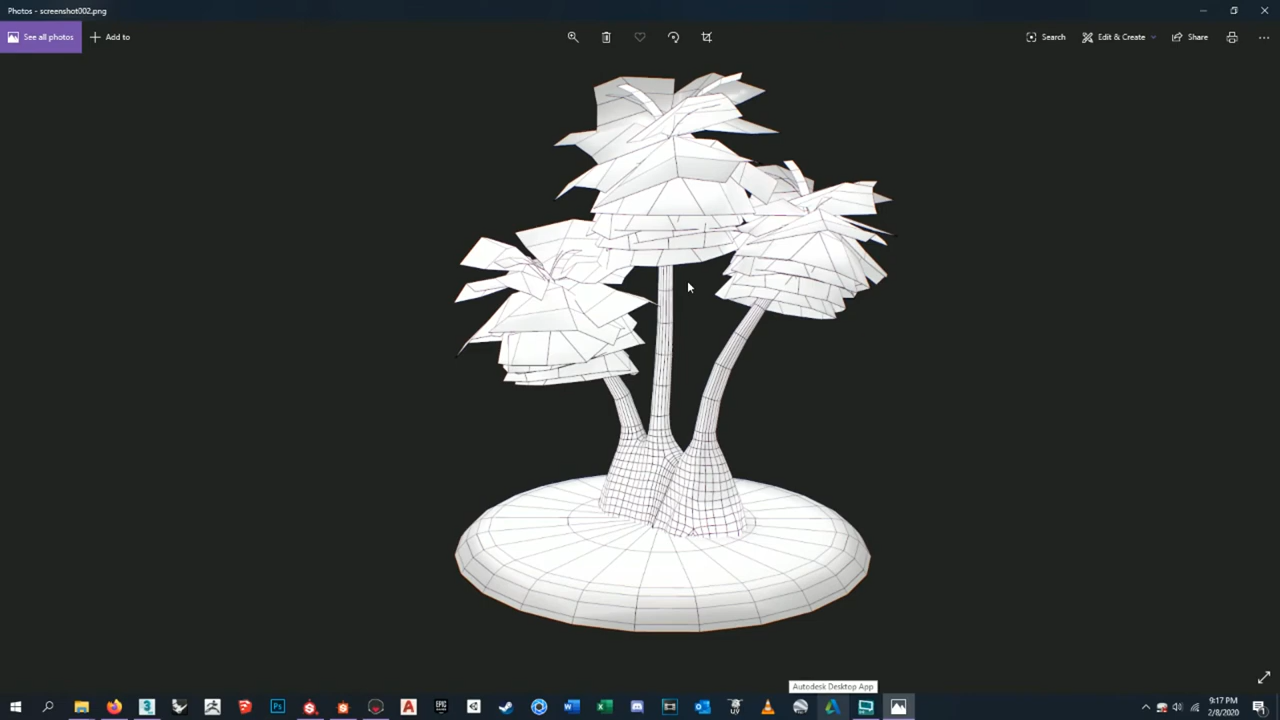 Photos - screenshot002.png
See all photos
Add to
Search
Edit & Create
Share
Autodesk Desktop App
9:17 PM
2/8/2020